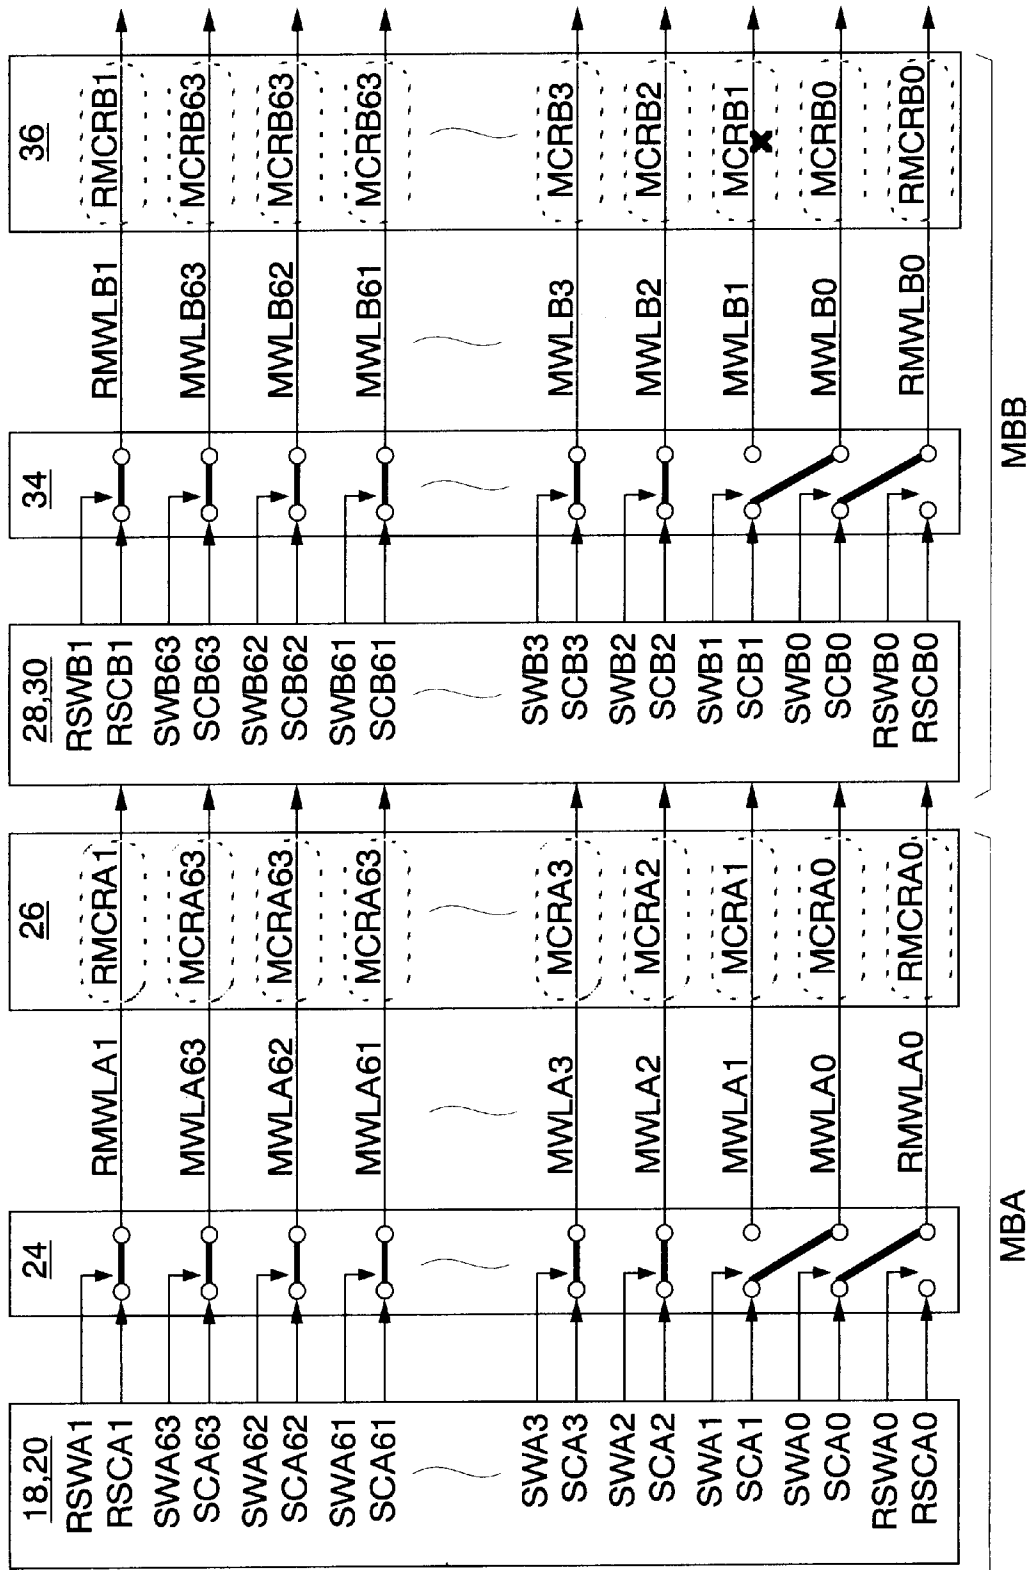 18,20
24
26
28,30
34
36
RSWA1
RSCA1
RMWLA1
RMCRA1
RSWB1
RSCB1
RMWLB1
RMCRB1
SWA63
SCA63
MWLA63
MCRA63
SWB63
SCB63
MWLB63
MCRB63
SWA62
SCA62
MWLA62
MCRA63
SWB62
SCB62
MWLB62
MCRB63
SWA61
SCA61
MWLA61
MCRA63
SWB61
SCB61
MWLB61
MCRB63
SWA3
SCA3
MWLA3
MCRA3
SWB3
SCB3
MWLB3
MCRB3
SWA2
SCA2
MWLA2
MCRA2
SWB2
SCB2
MWLB2
MCRB2
SWA1
SCA1
MWLA1
MCRA1
SWB1
SCB1
MWLB1
MCRB1
SWA0
SCA0
MWLA0
MCRA0
SWB0
SCB0
MWLB0
MCRB0
RSWA0
RSCA0
RMWLA0
RMCRA0
RSWB0
RSCB0
RMWLB0
RMCRB0
MBA
MBB